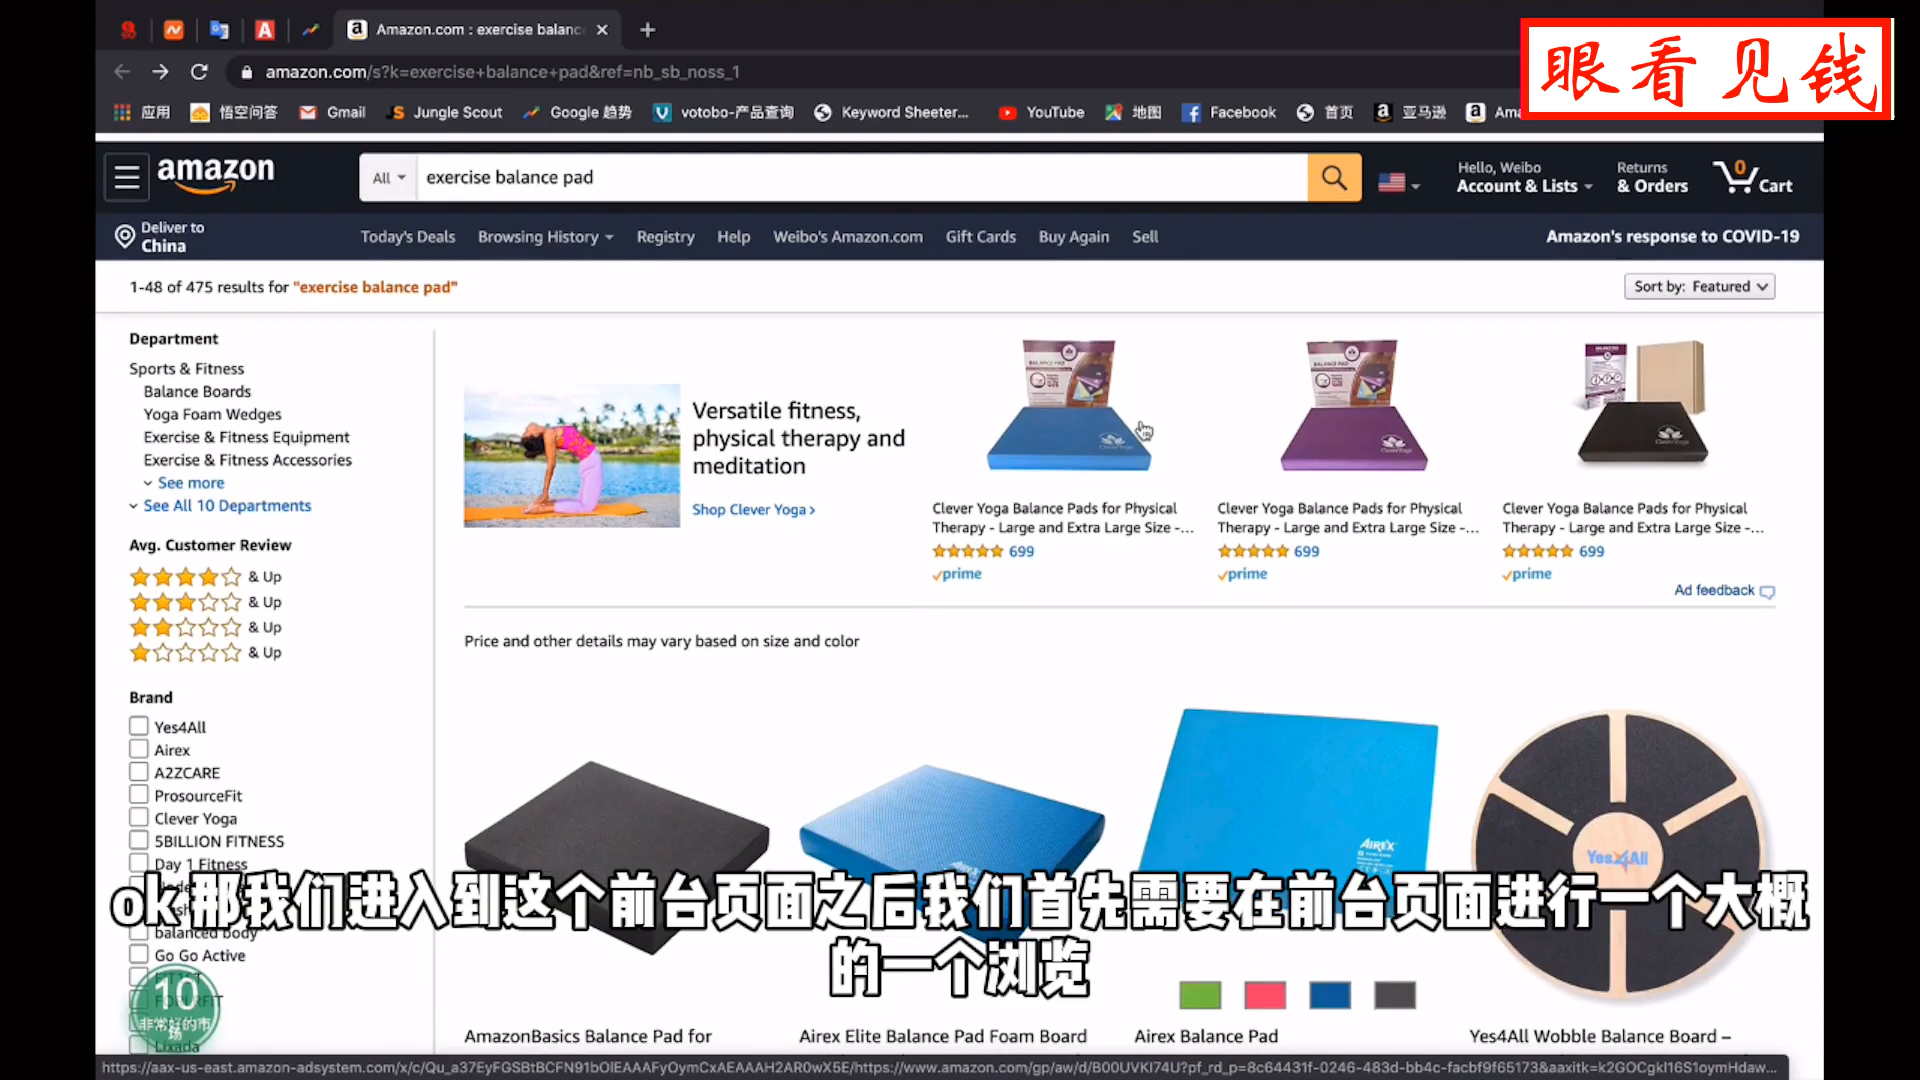 Amazon.com : exercise balanc
amazon.com/s?k=exercise+balance+pad&ref=nb_sb_noss_1
眼看见钱
应用 悟空问答 Gmail Jungle Scout Google 趋势 votobo-产品查询 Keyword Sheeter... YouTube 地图 Facebook 首页 亚马逊 Am
amazon
All exercise balance pad
Hello, Weibo
Account & Lists
Returns
& Orders
0
Cart
Deliver to
China
Today's Deals Browsing History Registry Help Weibo's Amazon.com Gift Cards Buy Again Sell
Amazon's response to COVID-19
1-48 of 475 results for "exercise balance pad"
Sort by: Featured
Department
Sports & Fitness
Balance Boards
Yoga Foam Wedges
Exercise & Fitness Equipment
Exercise & Fitness Accessories
See more
See All 10 Departments
Avg. Customer Review
& Up
& Up
& Up
& Up
Brand
Yes4All
Airex
A2ZCARE
ProsourceFit
Clever Yoga
5BILLION FITNESS
Day 1 Fitness
balanced body
Go Go Active
Versatile fitness,
physical therapy and
meditation
Shop Clever Yoga ›
BALANCE PAD
BALANCE PAD
Clever Yoga Balance Pads for Physical
Therapy - Large and Extra Large Size -...
699
prime
Clever Yoga Balance Pads for Physical
Therapy - Large and Extra Large Size -...
699
prime
Clever Yoga Balance Pads for Physical
Therapy - Large and Extra Large Size -...
699
prime
Ad feedback
Price and other details may vary based on size and color
AIREX
Yes4All
ok 那我们进入到这个前台页面之后我们首先需要在前台页面进行一个大概
的一个浏览
10
非常好的市
场
Lixada
AmazonBasics Balance Pad for
Airex Elite Balance Pad Foam Board
Airex Balance Pad
Yes4All Wobble Balance Board –